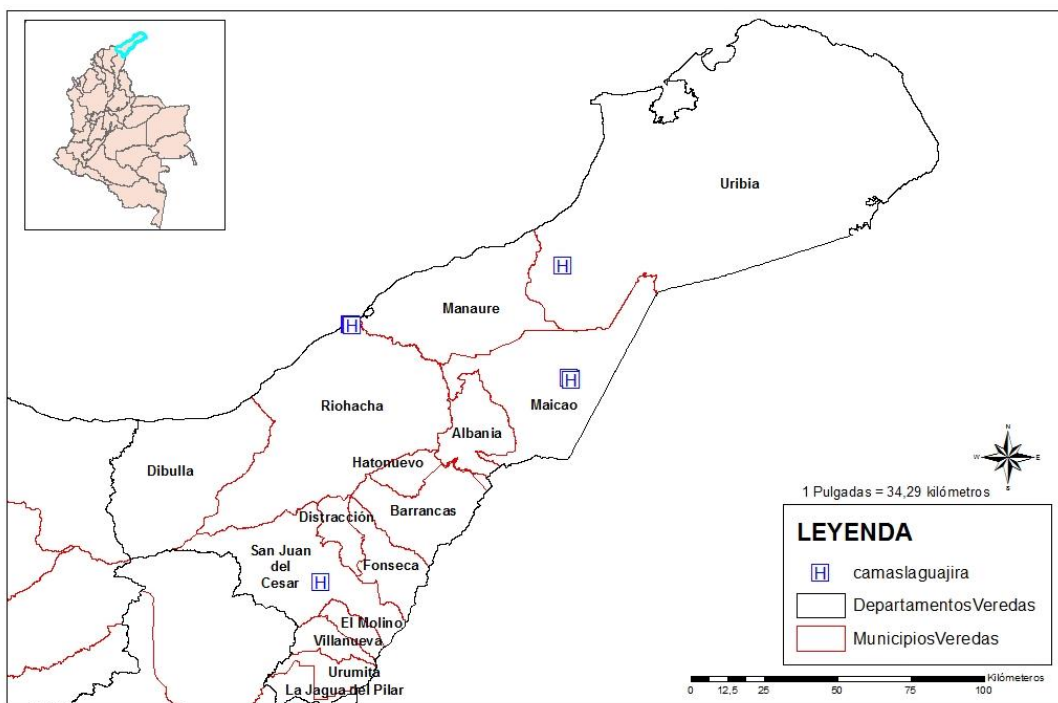 Uribia
H
Manaure
H
H
Riohacha
Maicao
Albania
Dibulla
Hatonuevo
Barrancas
Distracción
San Juan
del
Cesar
H
Fonseca
El Molino
Villanueva
Urumita
La Jagua del Pilar
N
W E
S
1 Pulgadas = 34,29 kilómetros
LEYENDA
H camaslaguajira
DepartamentosVeredas
MunicipiosVeredas
Kilómeteros
0 12,5 25 50 75 100